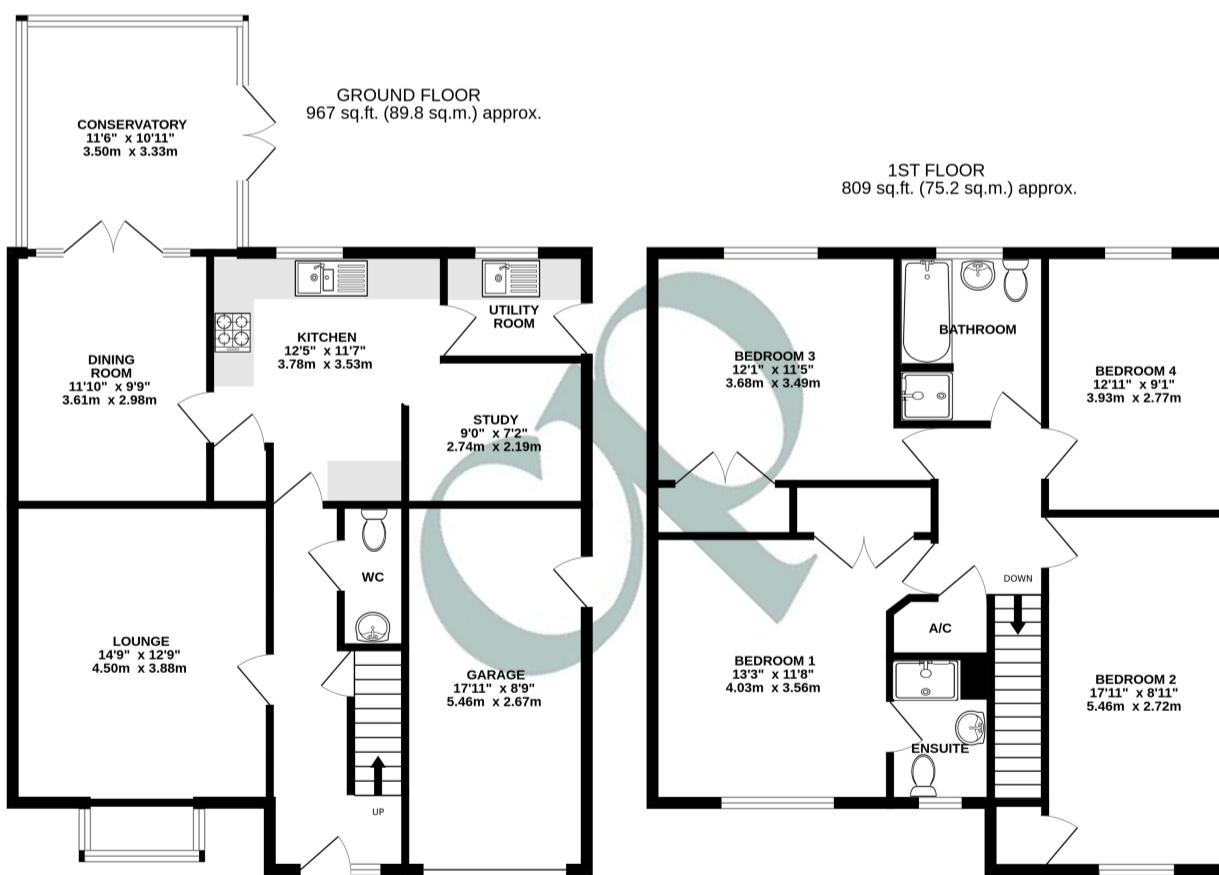 GROUND FLOOR
967 sq.ft. (89.8 sq.m.) approx.
CONSERVATORY
11'6" x 10'11"
3.50m x 3.33m
DINING
ROOM
11'10" x 9'9"
3.61m x 2.98m
KITCHEN
12'5" x 11'7"
3.78m x 3.53m
UTILITY
ROOM
STUDY
9'0" x 7'2"
2.74m x 2.19m
WC
LOUNGE
14'9" x 12'9"
4.50m x 3.88m
GARAGE
17'11" x 8'9"
5.46m x 2.67m
UP
1ST FLOOR
809 sq.ft. (75.2 sq.m.) approx.
BEDROOM 3
12'1" x 11'5"
3.68m x 3.49m
BATHROOM
BEDROOM 4
12'11" x 9'1"
3.93m x 2.77m
DOWN
A/C
BEDROOM 1
13'3" x 11'8"
4.03m x 3.56m
BEDROOM 2
17'11" x 8'11"
5.46m x 2.72m
ENSUITE